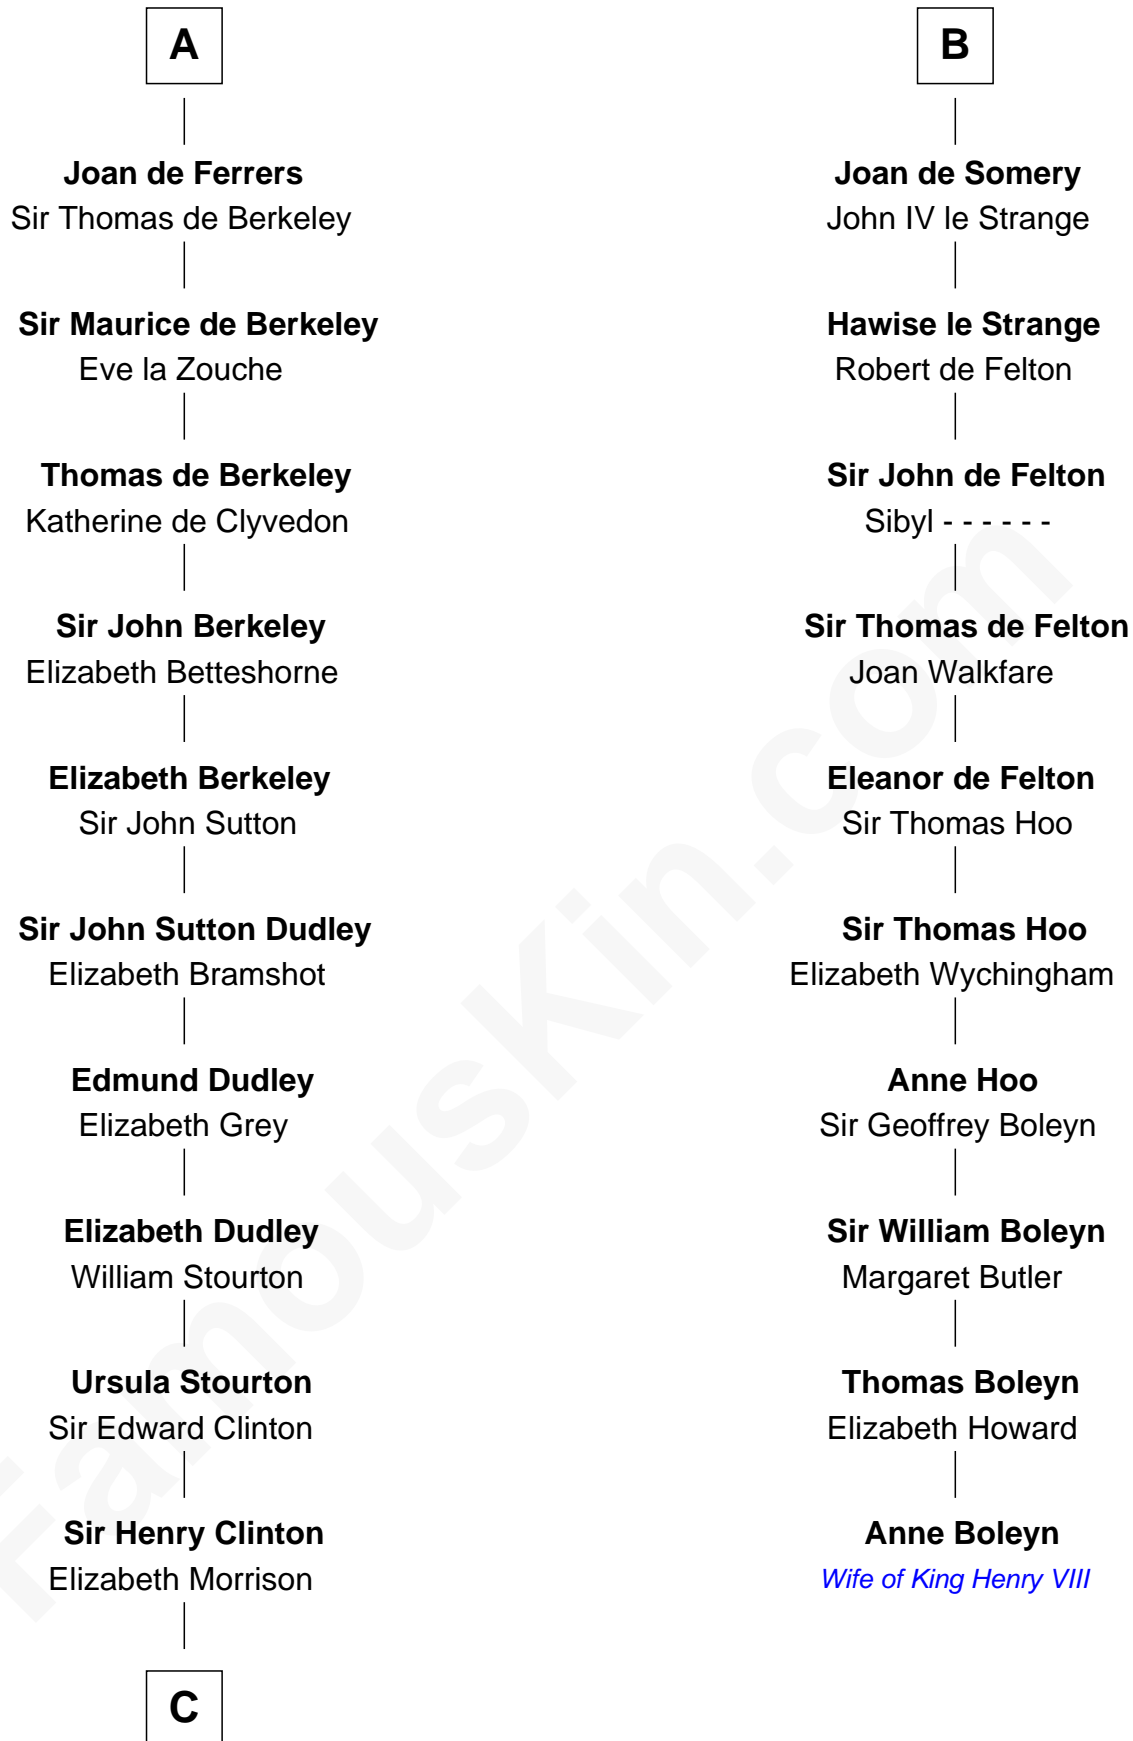 A
Joan de Ferrers
Sir Thomas de Berkeley
Sir Maurice de Berkeley
Eve la Zouche
Thomas de Berkeley
Katherine de Clyvedon
Sir John Berkeley
Elizabeth Betteshorne
Elizabeth Berkeley
Sir John Sutton
Sir John Sutton Dudley
Elizabeth Bramshot
Edmund Dudley
Elizabeth Grey
Elizabeth Dudley
William Stourton
Ursula Stourton
Sir Edward Clinton
Sir Henry Clinton
Elizabeth Morrison
C
B
Joan de Somery
John IV le Strange
Hawise le Strange
Robert de Felton
Sir John de Felton
Sibyl - - - - - -
Sir Thomas de Felton
Joan Walkfare
Eleanor de Felton
Sir Thomas Hoo
Sir Thomas Hoo
Elizabeth Wychingham
Anne Hoo
Sir Geoffrey Boleyn
Sir William Boleyn
Margaret Butler
Thomas Boleyn
Elizabeth Howard
Anne Boleyn
Wife of King Henry VIII
FamousKin.com